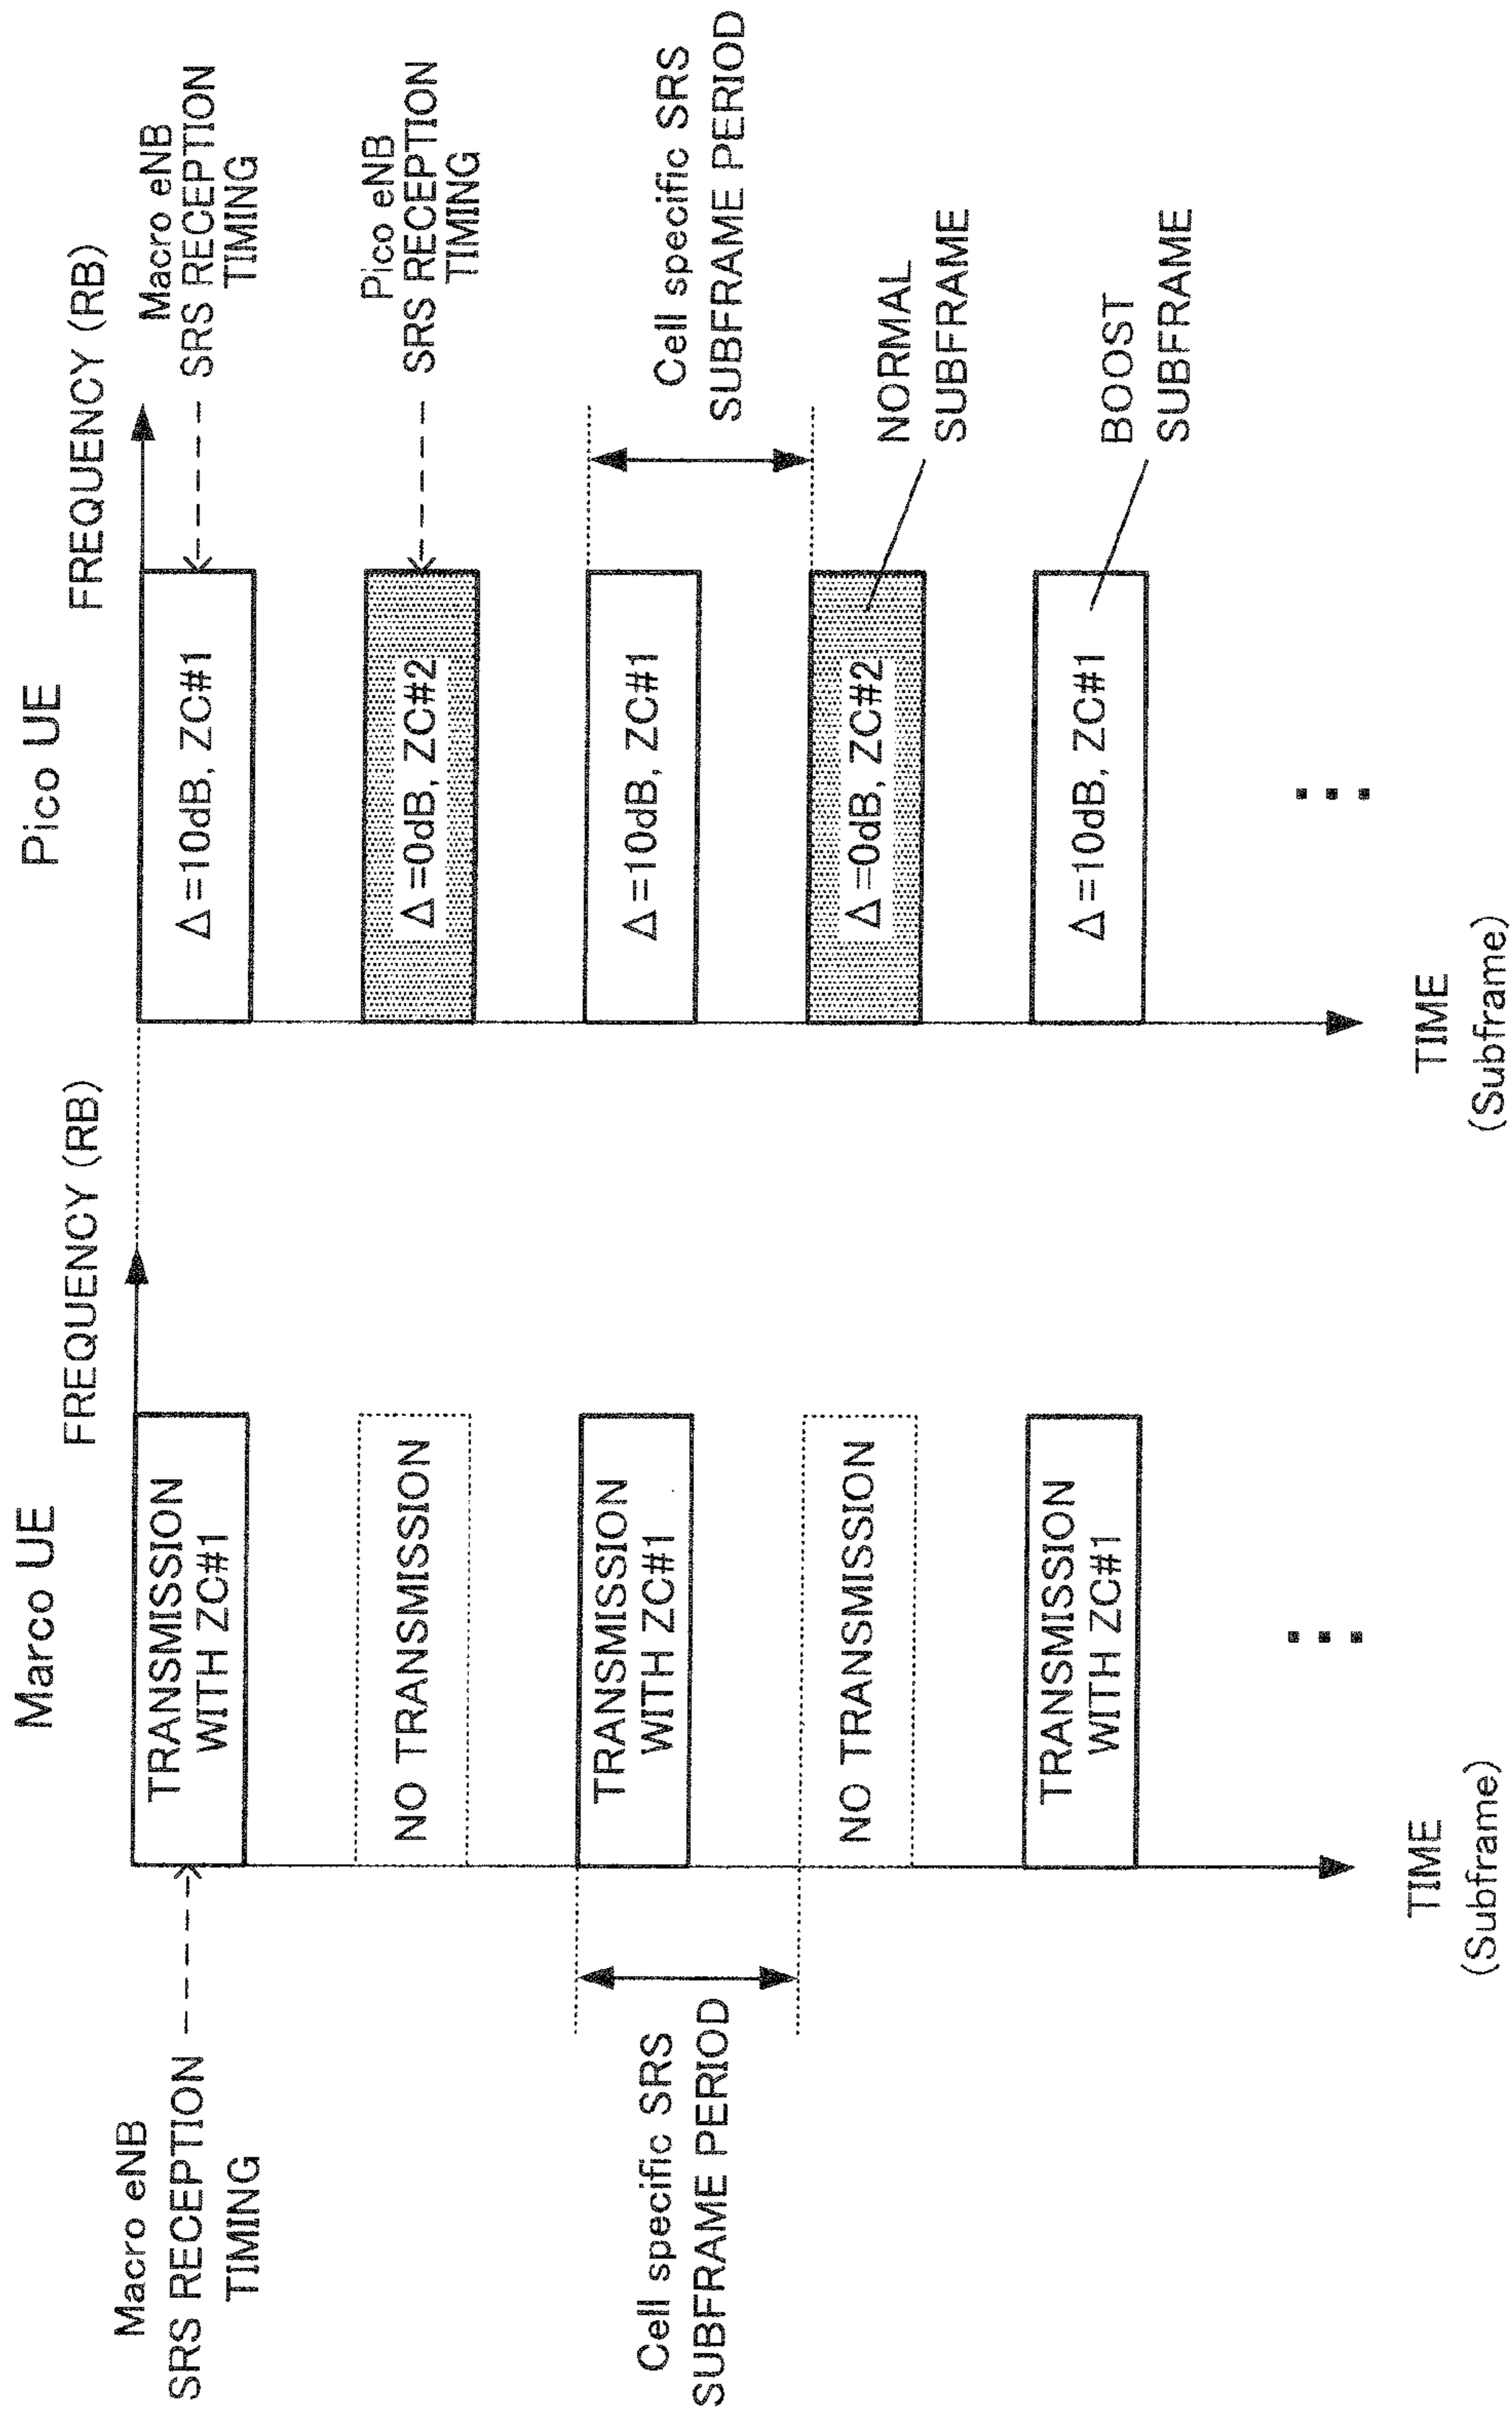 Marco UE
FREQUENCY (RB)
Macro eNB
SRS RECEPTION
TIMING
TRANSMISSION
WITH ZC#1
NO TRANSMISSION
Cell specific SRS
SUBFRAME PERIOD
TRANSMISSION
WITH ZC#1
NO TRANSMISSION
TRANSMISSION
WITH ZC#1
TIME
(Subframe)
Pico UE
FREQUENCY (RB)
Δ=10dB, ZC#1
Macro eNB
SRS RECEPTION
TIMING
Δ=0dB, ZC#2
Pico eNB
SRS RECEPTION
TIMING
Δ=10dB, ZC#1
Cell specific SRS
SUBFRAME PERIOD
Δ=0dB, ZC#2
NORMAL
SUBFRAME
Δ=10dB, ZC#1
BOOST
SUBFRAME
TIME
(Subframe)